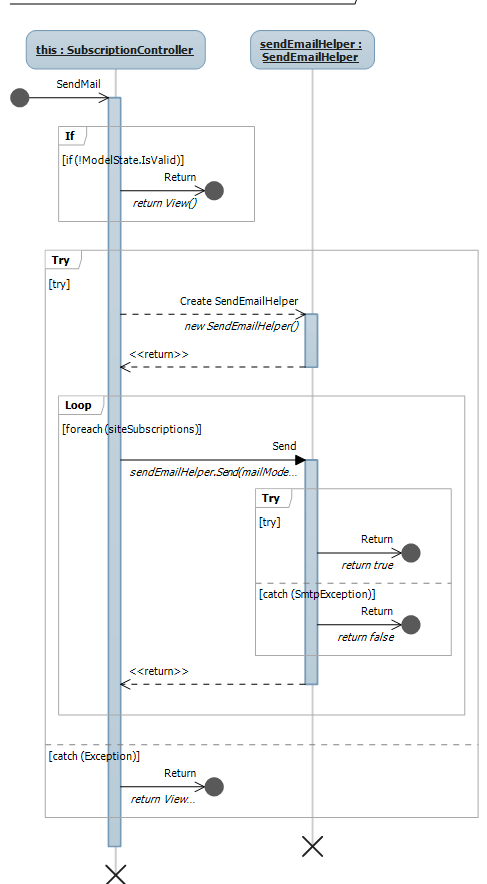 this : SubscriptionController
sendEmailHelper :
SendEmailHelper
SendMail
If
[if (!ModelState.IsValid)]
Return
return View()
Try
[try]
Create SendEmailHelper
new SendEmailHelper()
<<return>>
Loop
[foreach (siteSubscriptions)]
Send
sendEmailHelper.Send(mailMode...
Try
[try]
Return
return true
[catch (SmtpException)]
Return
return false
<<return>>
[catch (Exception)]
Return
return View...